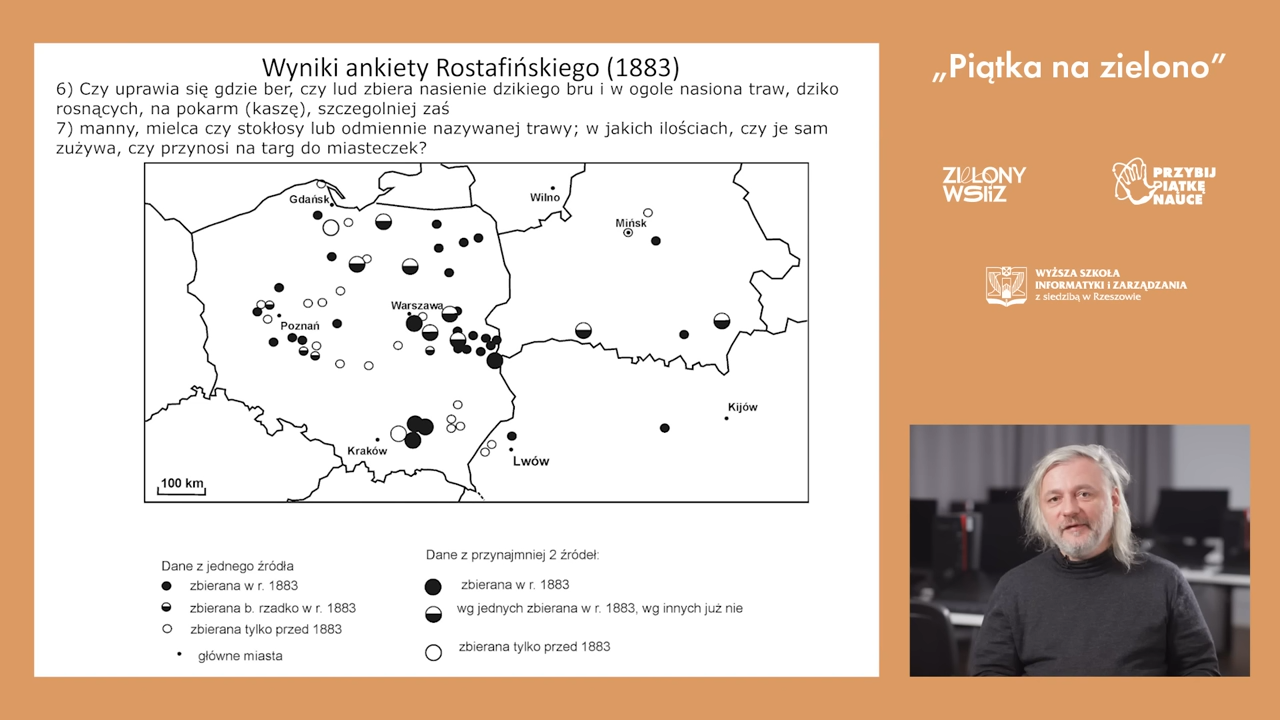 Wyniki ankiety Rostafińskiego (1883)
6) Czy uprawia się gdzie ber, czy lud zbiera nasienie dzikiego bru i w ogole nasiona traw, dziko
rosnących, na pokarm (kaszę), szczegolniej zaś
7) manny, mielca czy stokłosy lub odmiennie nazywanej trawy; w jakich ilościach, czy je sam
zużywa, czy przynosi na targ do miasteczek?
Gdańsk
Wilno
Mińsk
Warszawa
Poznań
Kijów
Kraków
Lwów
100 km
Dane z jednego źródła
zbierana w r. 1883
zbierana b. rzadko w r. 1883
zbierana tylko przed 1883
główne miasta
Dane z przynajmniej 2 źródeł:
zbierana w r. 1883
wg jednych zbierana w r. 1883, wg innych już nie
zbierana tylko przed 1883
„Piątka na zielono”
ZIELONY
WSIiZ
PRZYBIJ
PIĄTKĘ
NAUCE
WYŻSZA SZKOŁA
INFORMATYKI i ZARZĄDZANIA
z siedzibą w Rzeszowie